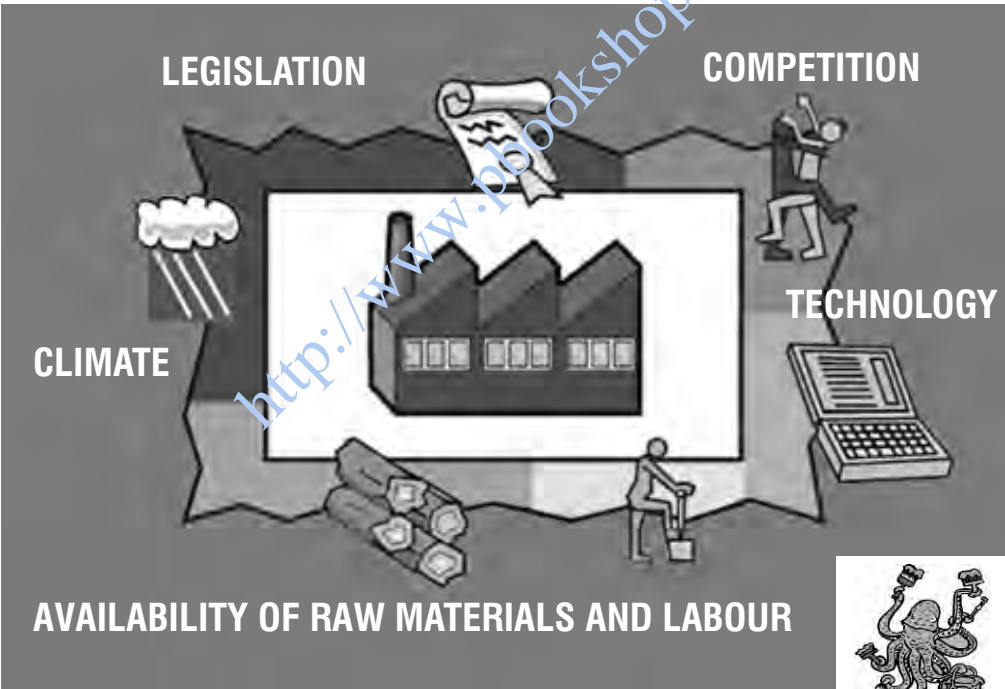 LEGISLATION
COMPETITION
http://www.pbookshop
TECHNOLOGY
CLIMATE
AVAILABILITY OF RAW MATERIALS AND LABOUR